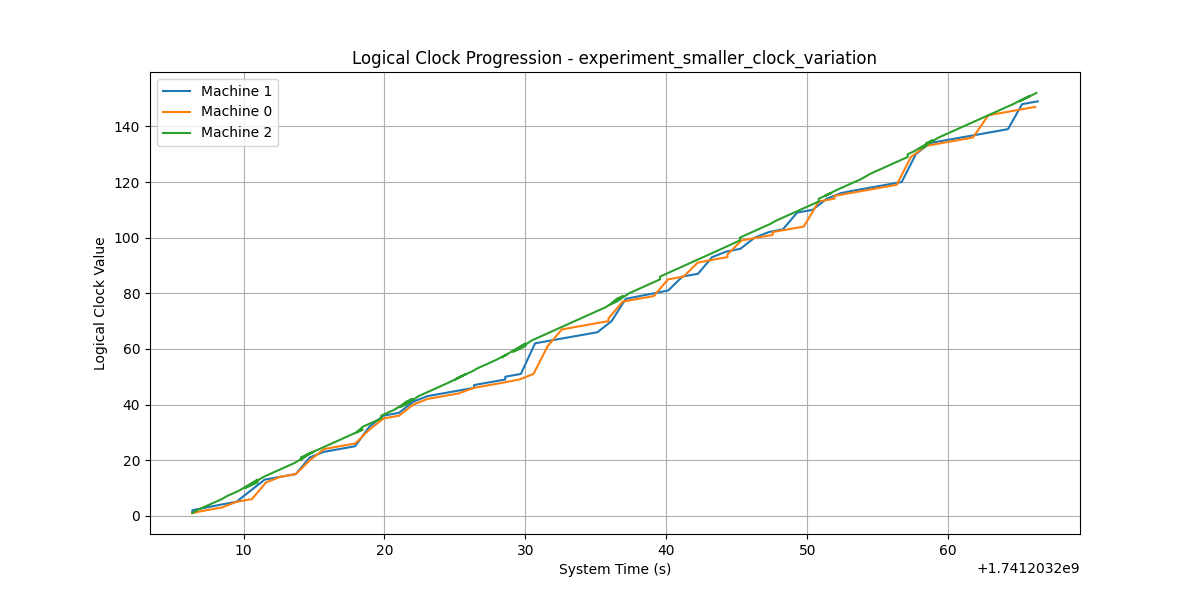 Logical Clock Progression - experiment_smaller_clock_variation
Machine 1
Machine 0
Machine 2
Logical Clock Value
140
120
100
80
60
40
20
0
10 20 30 40 50 60
System Time (s)
+1.7412032e9